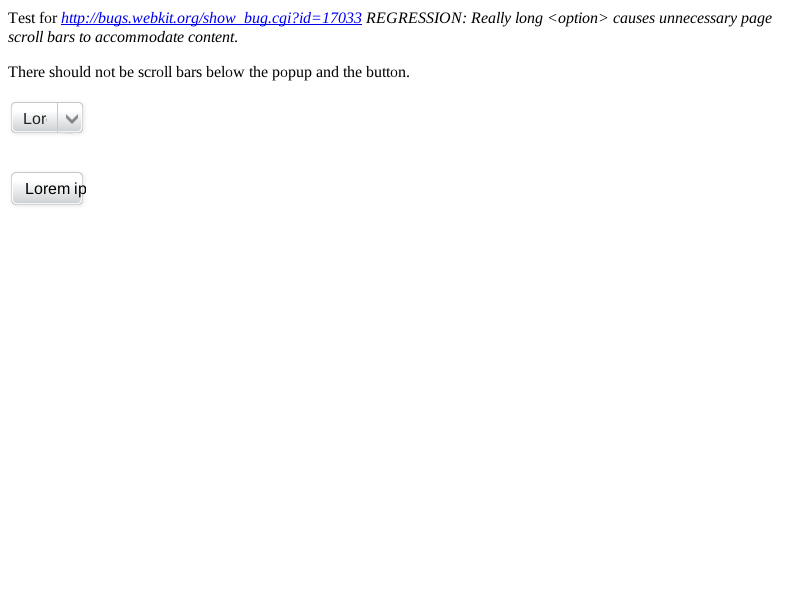 Test for http://bugs.webkit.org/show_bug.cgi?id=17033 REGRESSION: Really long <option> causes unnecessary page
scroll bars to accommodate content.
There should not be scroll bars below the popup and the button.
Lor
Lorem ip